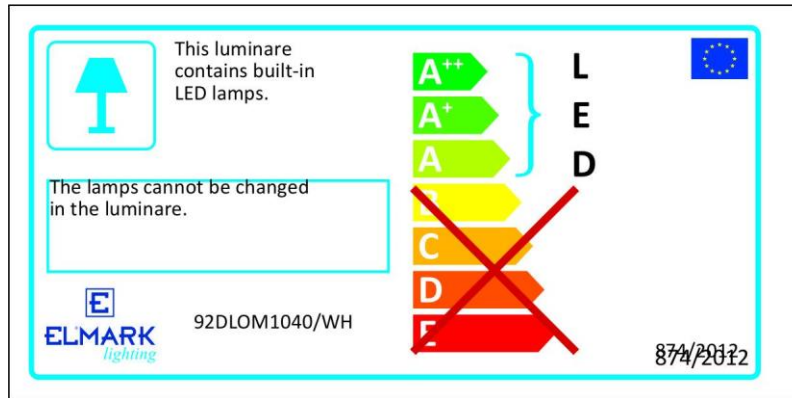 This luminare
contains built-in
LED lamps.
The lamps cannot be changed
in the luminare.
E
ELMARK
lighting
92DLOM1040/WH
A++
A+
A
B
C
D
E
L
E
D
874/2012
874/2012